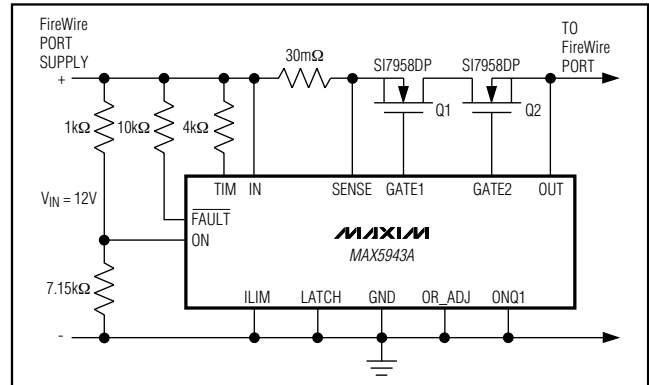 FireWire
PORT
SUPPLY
+
30mΩ
SI7958DP
SI7958DP
TO
FireWire
PORT
Q1
Q2
1kΩ
10kΩ
4kΩ
TIM
IN
SENSE
GATE1
GATE2
OUT
VIN = 12V
FAULT
ON
MAXIM
MAX5943A
7.15kΩ
ILIM
LATCH
GND
OR_ADJ
ONQ1
-